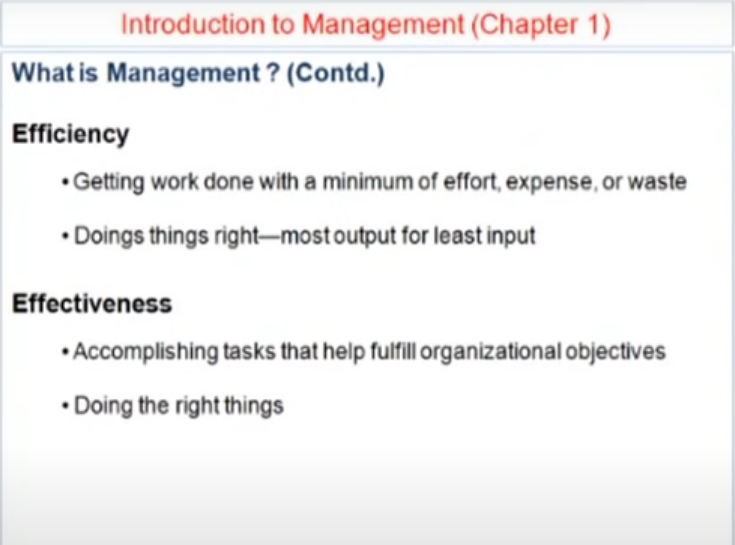 Introduction to Management (Chapter 1)
What is Management ? (Contd.)
Efficiency
• Getting work done with a minimum of effort, expense, or waste
• Doings things right—most output for least input
Effectiveness
• Accomplishing tasks that help fulfill organizational objectives
• Doing the right things